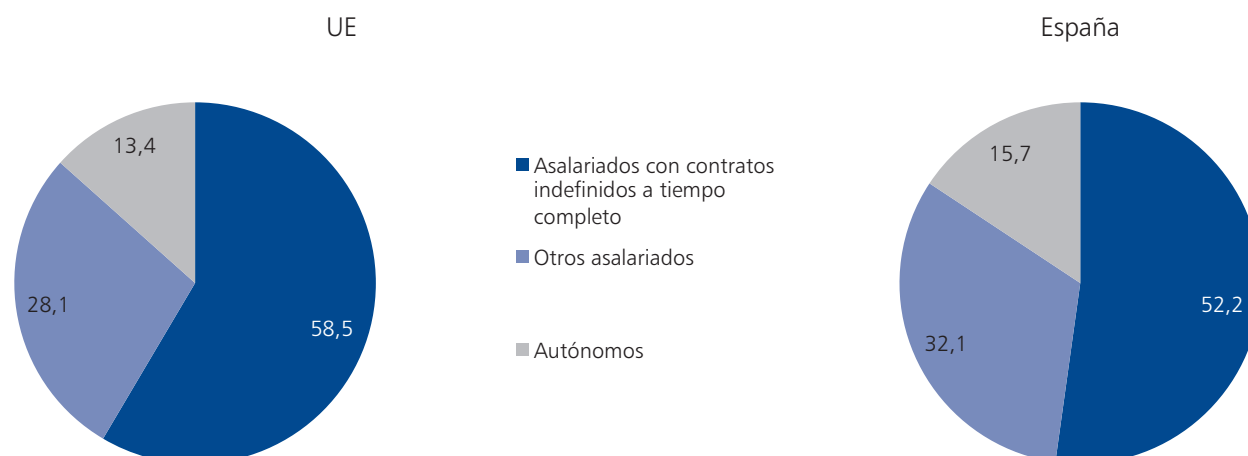 UE
España
13,4
28,1
58,5
Asalariados con contratos
indefinidos a tiempo
completo
Otros asalariados
Autónomos
15,7
32,1
52,2